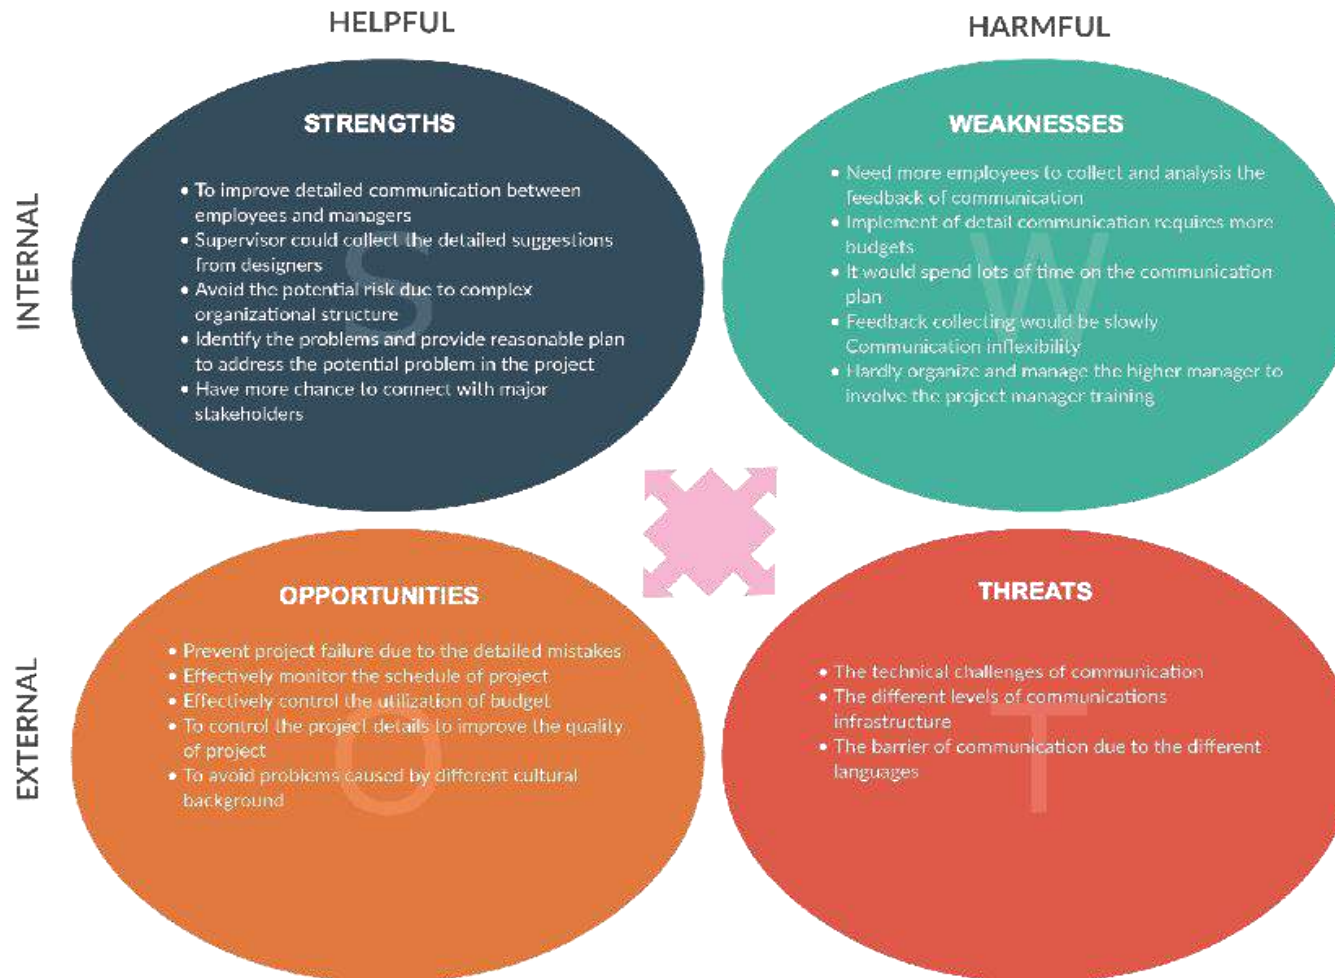 HELPFUL
HARMFUL
INTERNAL
EXTERNAL
STRENGTHS
• To improve detailed communication between
employees and managers
• Supervisor could collect the detailed suggestions
from designers
• Avoid the potential risk due to complex
organizational structure
• Identify the problems and provide reasonable plan
to address the potential problem in the project
• Have more chance to connect with major
stakeholders
S
WEAKNESSES
• Need more employees to collect and analysis the
feedback of communication
• Implement of detail communication requires more
budgets
• It would spend lots of time on the communication
plan
• Feedback collecting would be slowly
Communication inflexibility
• Hardly organize and manage the higher manager to
involve the project manager training
W
OPPORTUNITIES
• Prevent project failure due to the detailed mistakes
• Effectively monitor the schedule of project
• Effectively control the utilization of budget
• To control the project details to improve the quality
of project
• To avoid problems caused by different cultural
background
O
THREATS
• The technical challenges of communication
• The different levels of communications
infrastructure
• The barrier of communication due to the different
languages
T